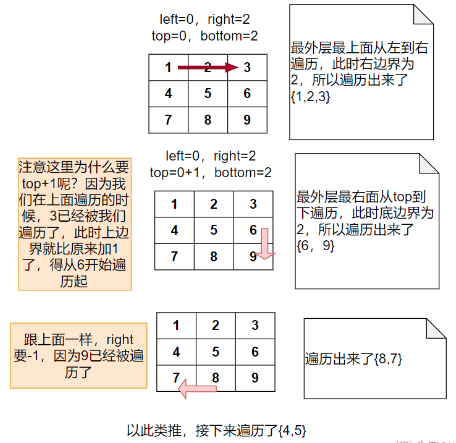 left=0，right=2
top=0，bottom=2
1 2 3
4 5 6
7 8 9
最外层最上面从左到右
遍历，此时右边界为
2，所以遍历出来了
{1,2,3}
注意这里为什么要
top+1呢？因为我
们在上面遍历的时
候，3已经被我们
遍历了，此时上边
界就比原来加1
了，得从6开始遍
历起
left=0，right=2
top=0+1，bottom=2
1 2 3
4 5 6
7 8 9
最外层最右面从top到
下遍历，此时底边界为
2，所以遍历出来了
{6，9}
跟上面一样，right
要-1，因为9已经被遍
历了
1 2 3
4 5 6
7 8 9
遍历出来了{8,7}
以此类推，接下来遍历了{4,5}